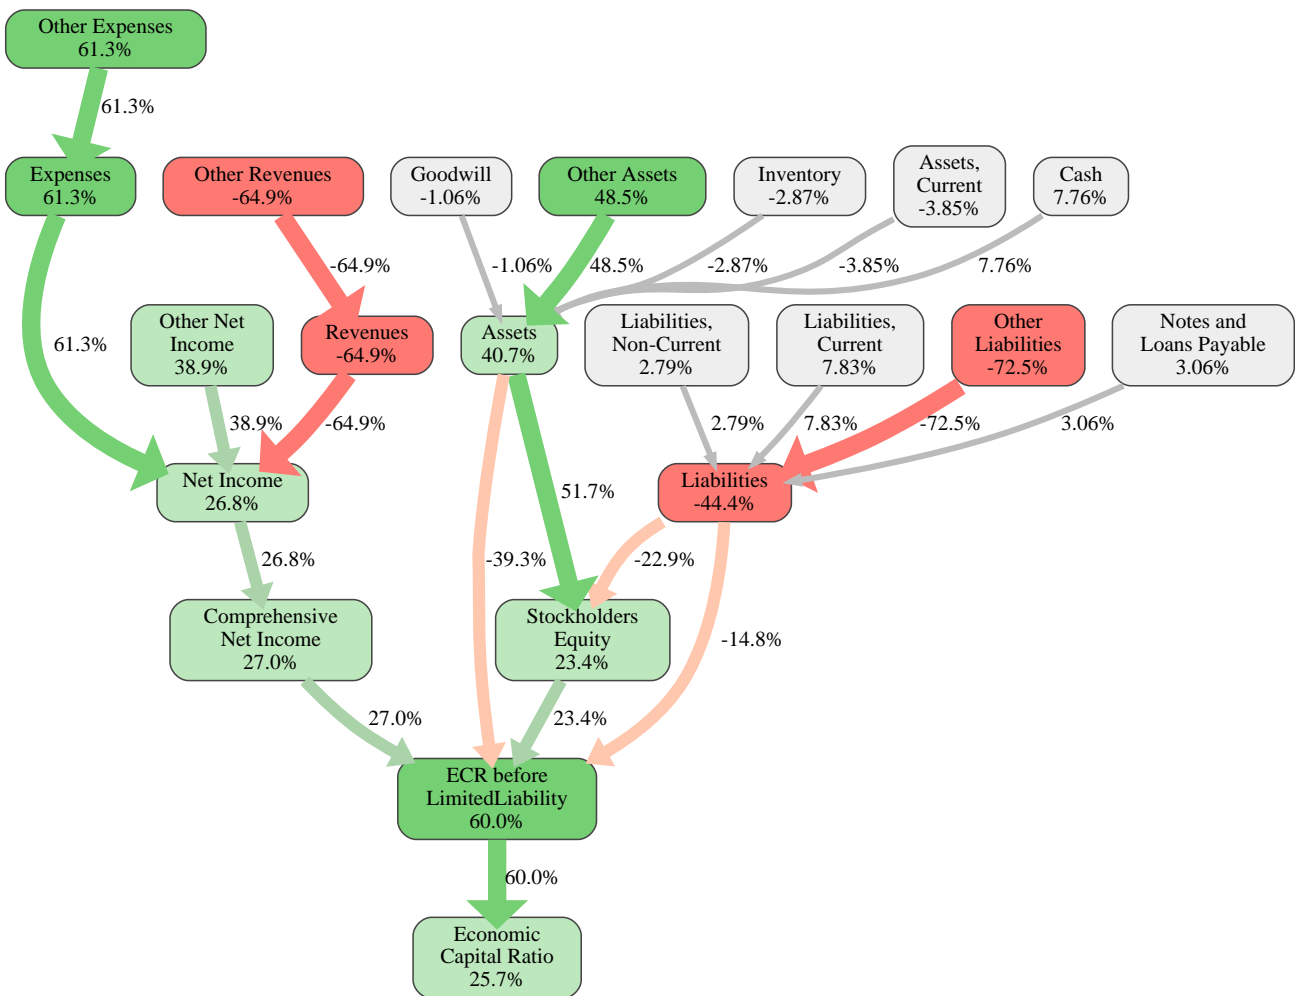 Other Expenses
61.3%
61.3%
Expenses
61.3%
Other Revenues
-64.9%
Goodwill
-1.06%
Other Assets
48.5%
Inventory
-2.87%
Assets,
Current
-3.85%
Cash
7.76%
-64.9%
-1.06%
48.5%
-2.87%
-3.85%
7.76%
61.3%
Other Net
Income
38.9%
Revenues
-64.9%
Assets
40.7%
Liabilities,
Non-Current
2.79%
Liabilities,
Current
7.83%
Other
Liabilities
-72.5%
Notes and
Loans Payable
3.06%
38.9%
-64.9%
2.79%
7.83%
-72.5%
3.06%
Net Income
26.8%
51.7%
Liabilities
-44.4%
26.8%
-39.3%
-22.9%
Comprehensive
Net Income
27.0%
Stockholders
Equity
23.4%
-14.8%
27.0%
23.4%
ECR before
LimitedLiability
60.0%
60.0%
Economic
Capital Ratio
25.7%